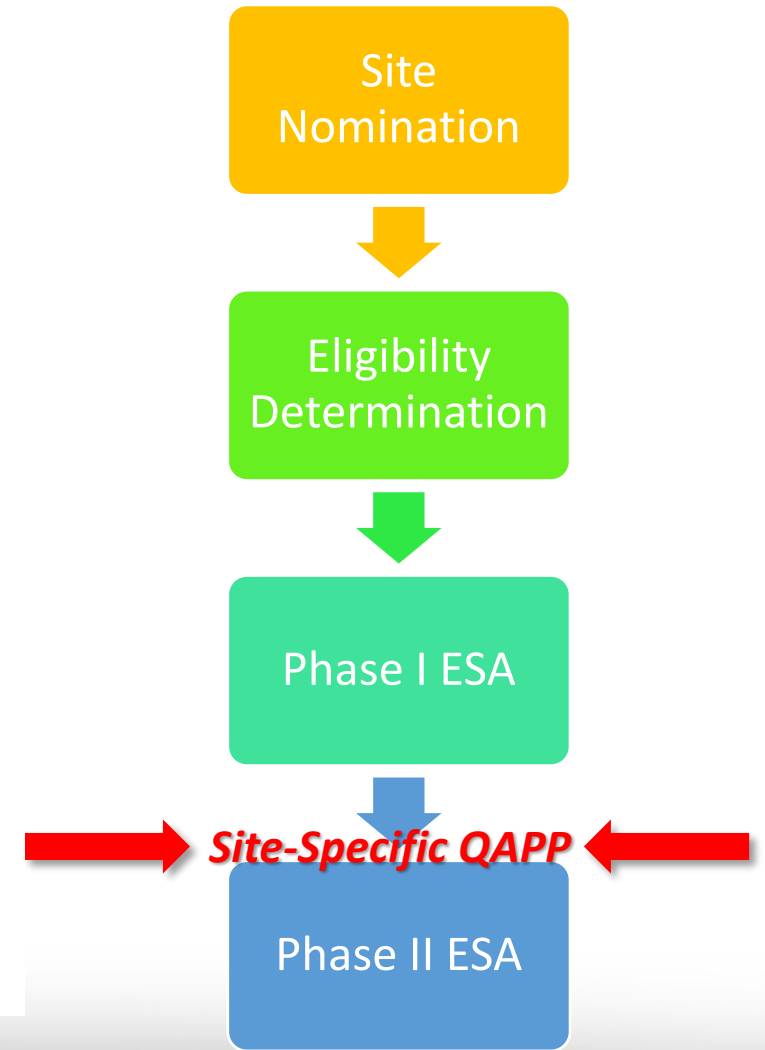 Site
Nomination
Eligibility
Determination
Phase I ESA
Site-Specific QAPP
Phase II ESA